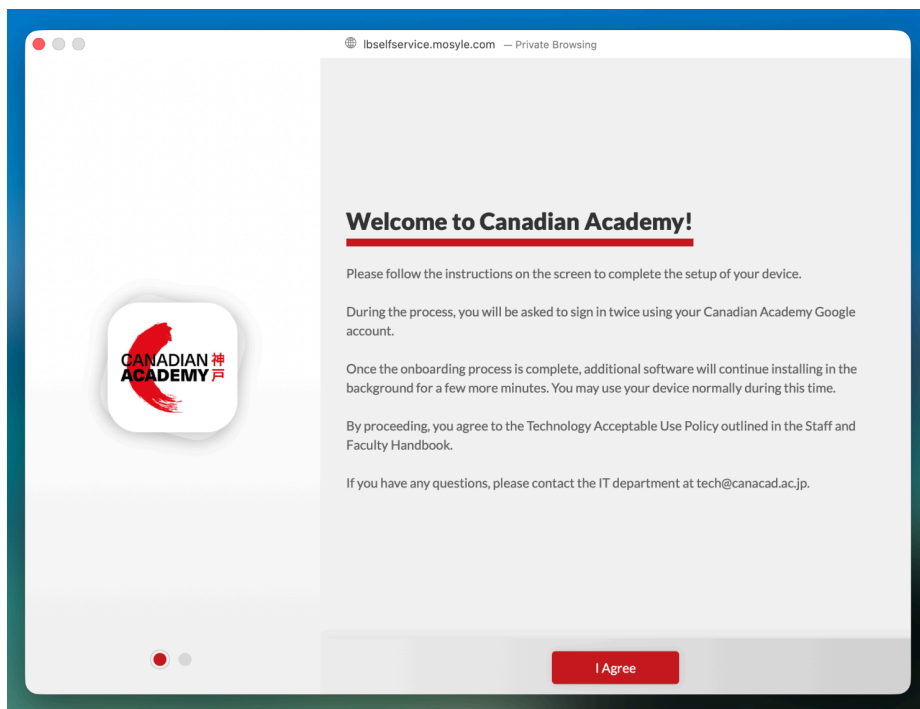 lbselfservice.mosyle.com — Private Browsing
Welcome to Canadian Academy!
Please follow the instructions on the screen to complete the setup of your device.
During the process, you will be asked to sign in twice using your Canadian Academy Google
account.
Once the onboarding process is complete, additional software will continue installing in the
background for a few more minutes. You may use your device normally during this time.
By proceeding, you agree to the Technology Acceptable Use Policy outlined in the Staff and
Faculty Handbook.
If you have any questions, please contact the IT department at tech@canacad.ac.jp.
CANADIAN 神
ACADEMY 戸
I Agree